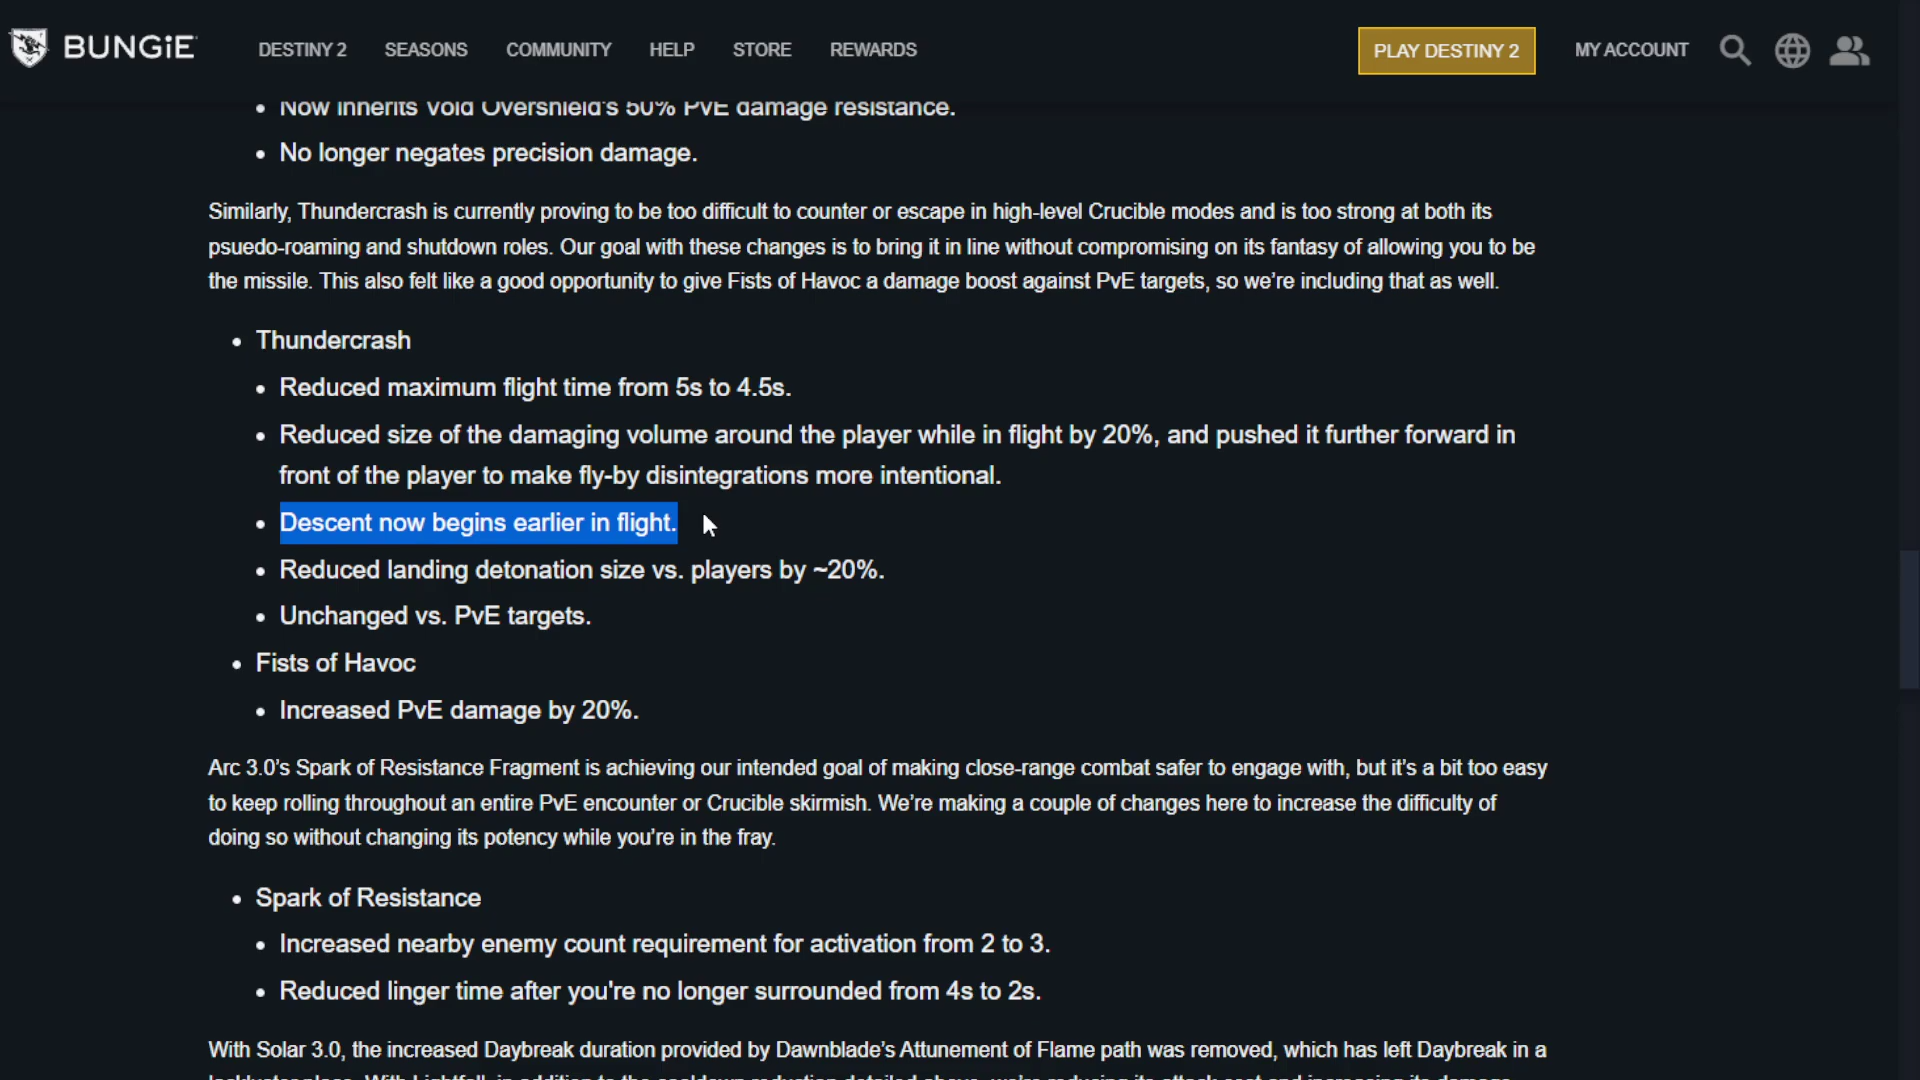 BUNGiE
DESTINY 2
SEASONS
COMMUNITY
HELP
STORE
REWARDS
PLAY DESTINY 2
MY ACCOUNT
Now inherits Void Overshield's 50% PvE damage resistance.
No longer negates precision damage.
Similarly, Thundercrash is currently proving to be too difficult to counter or escape in high-level Crucible modes and is too strong at both its
psuedo-roaming and shutdown roles. Our goal with these changes is to bring it in line without compromising on its fantasy of allowing you to be
the missile. This also felt like a good opportunity to give Fists of Havoc a damage boost against PvE targets, so we're including that as well.
Thundercrash
Reduced maximum flight time from 5s to 4.5s.
Reduced size of the damaging volume around the player while in flight by 20%, and pushed it further forward in
front of the player to make fly-by disintegrations more intentional.
Descent now begins earlier in flight.
Reduced landing detonation size vs. players by ~20%.
Unchanged vs. PvE targets.
Fists of Havoc
Increased PvE damage by 20%.
Arc 3.0's Spark of Resistance Fragment is achieving our intended goal of making close-range combat safer to engage with, but it's a bit too easy
to keep rolling throughout an entire PvE encounter or Crucible skirmish. We're making a couple of changes here to increase the difficulty of
doing so without changing its potency while you're in the fray.
Spark of Resistance
Increased nearby enemy count requirement for activation from 2 to 3.
Reduced linger time after you're no longer surrounded from 4s to 2s.
With Solar 3.0, the increased Daybreak duration provided by Dawnblade's Attunement of Flame path was removed, which has left Daybreak in a